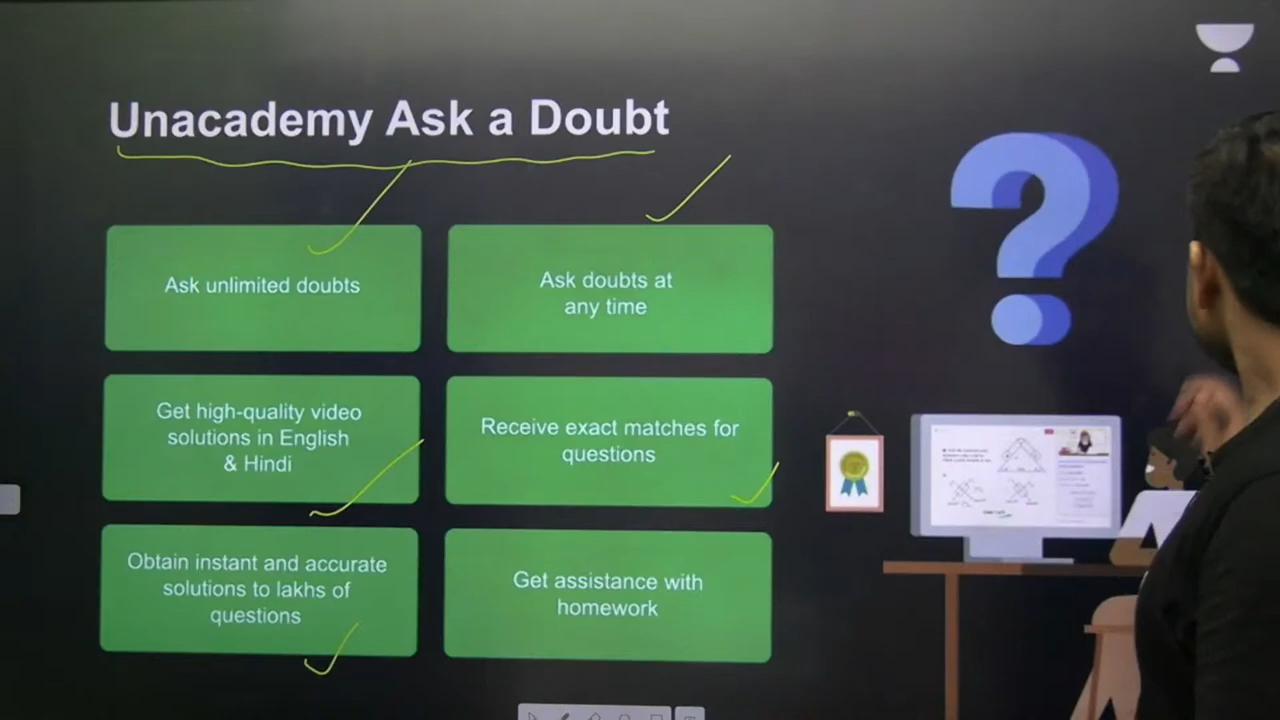 Unacademy Ask a Doubt
Ask unlimited doubts
Ask doubts at
any time
Get high-quality video
solutions in English
& Hindi
Receive exact matches for
questions
Obtain instant and accurate
solutions to lakhs of
questions
Get assistance with
homework